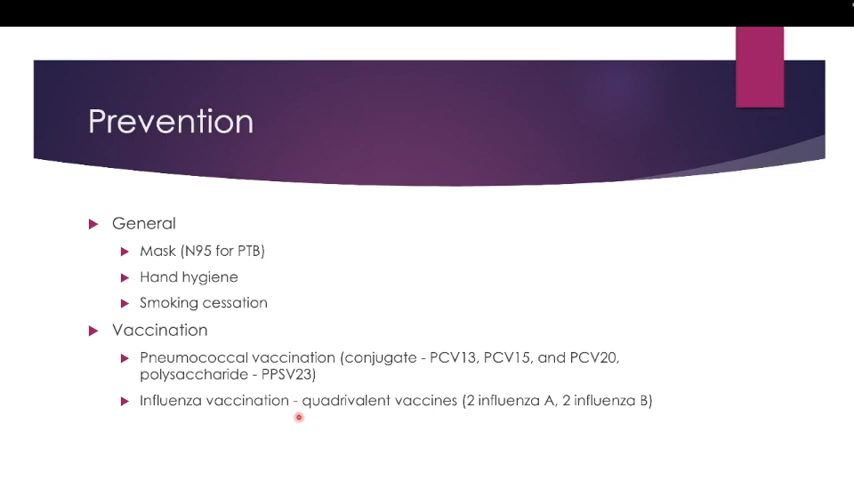 Prevention
General
Mask (N95 for PTB)
Hand hygiene
Smoking cessation
Vaccination
Pneumococcal vaccination (conjugate - PCV13, PCV15, and PCV20,
polysaccharide - PPSV23)
Influenza vaccination - quadrivalent vaccines (2 influenza A, 2 influenza B)